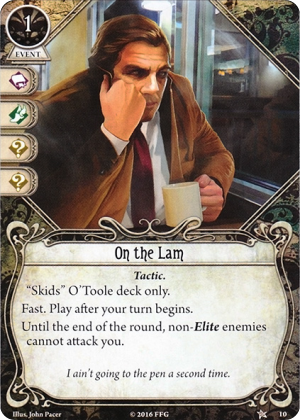 1
EVENT
?
?
On the Lam
Tactic.
“Skids” O’Toole deck only.
Fast. Play after your turn begins.
Until the end of the round, non-Elite enemies
cannot attack you.
I ain't going to the pen a second time.
Illus. John Pacer
© 2016 FFG
10